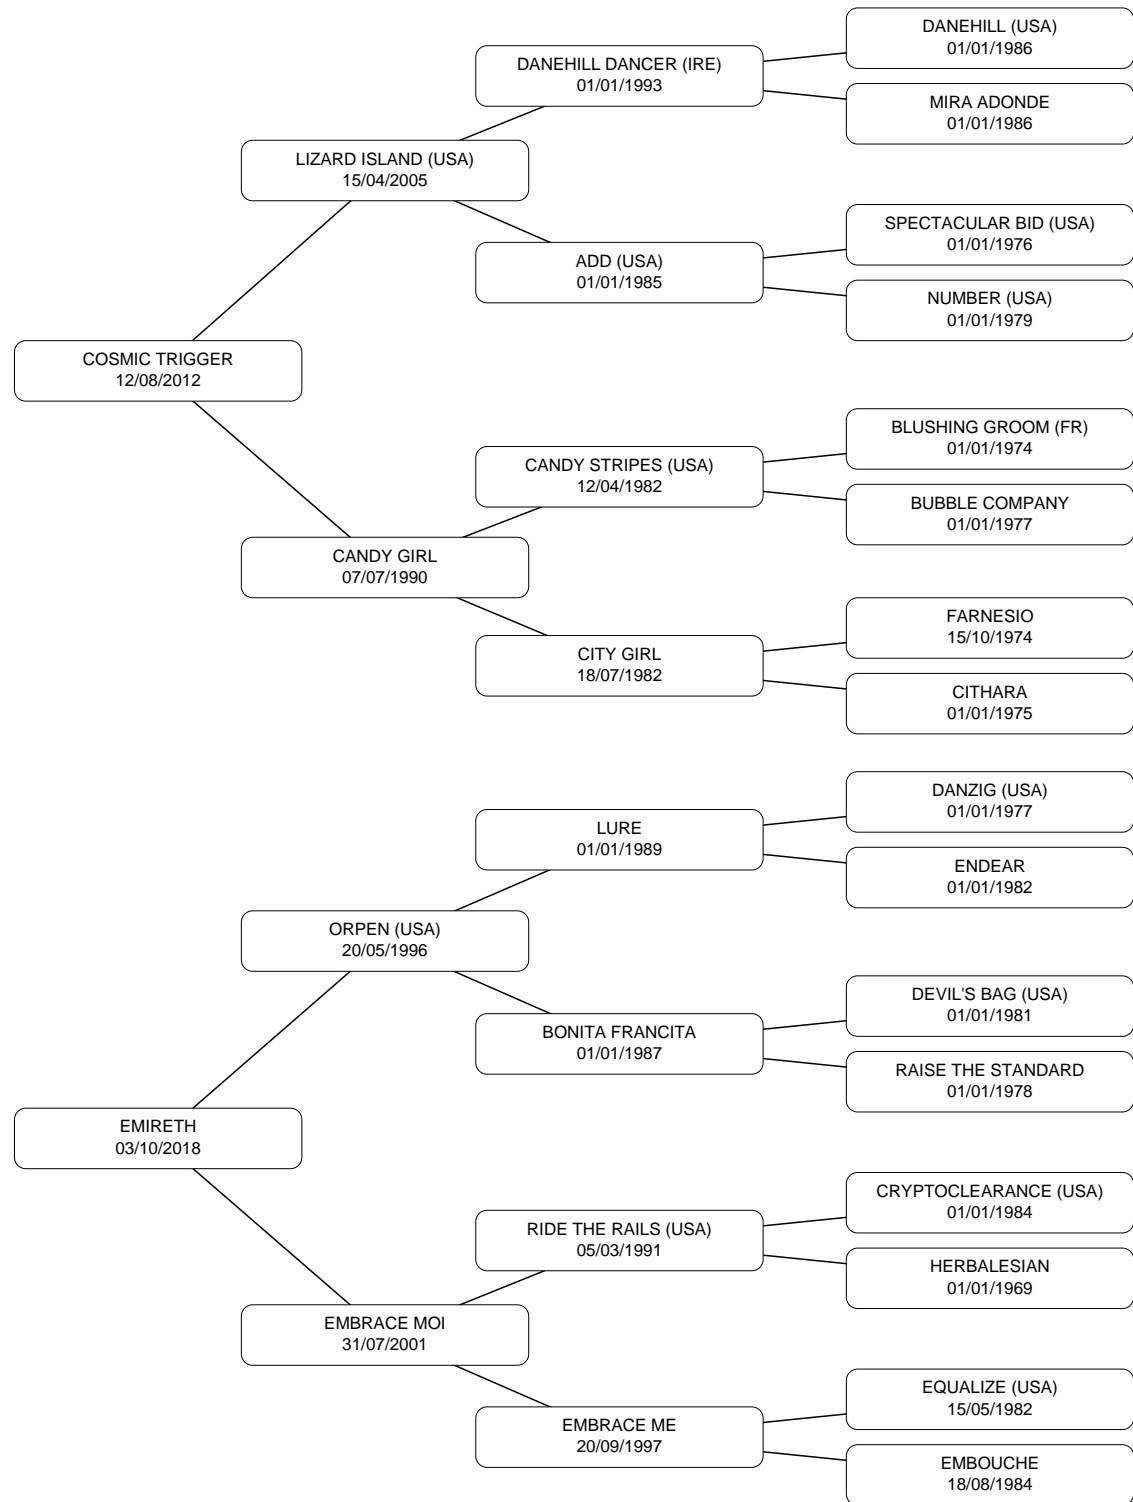 DANEHILL (USA)
01/01/1986
DANEHILL DANCER (IRE)
01/01/1993
MIRA ADONDE
01/01/1986
LIZARD ISLAND (USA)
15/04/2005
SPECTACULAR BID (USA)
01/01/1976
ADD (USA)
01/01/1985
NUMBER (USA)
01/01/1979
COSMIC TRIGGER
12/08/2012
BLUSHING GROOM (FR)
01/01/1974
CANDY STRIPES (USA)
12/04/1982
BUBBLE COMPANY
01/01/1977
CANDY GIRL
07/07/1990
FARNESIO
15/10/1974
CITY GIRL
18/07/1982
CITHARA
01/01/1975
DANZIG (USA)
01/01/1977
LURE
01/01/1989
ENDEAR
01/01/1982
ORPEN (USA)
20/05/1996
DEVIL'S BAG (USA)
01/01/1981
BONITA FRANCITA
01/01/1987
RAISE THE STANDARD
01/01/1978
EMIRETH
03/10/2018
CRYPTOCLEARANCE (USA)
01/01/1984
RIDE THE RAILS (USA)
05/03/1991
HERBALESIAN
01/01/1969
EMBRACE MOI
31/07/2001
EQUALIZE (USA)
15/05/1982
EMBRACE ME
20/09/1997
EMBOUCHE
18/08/1984